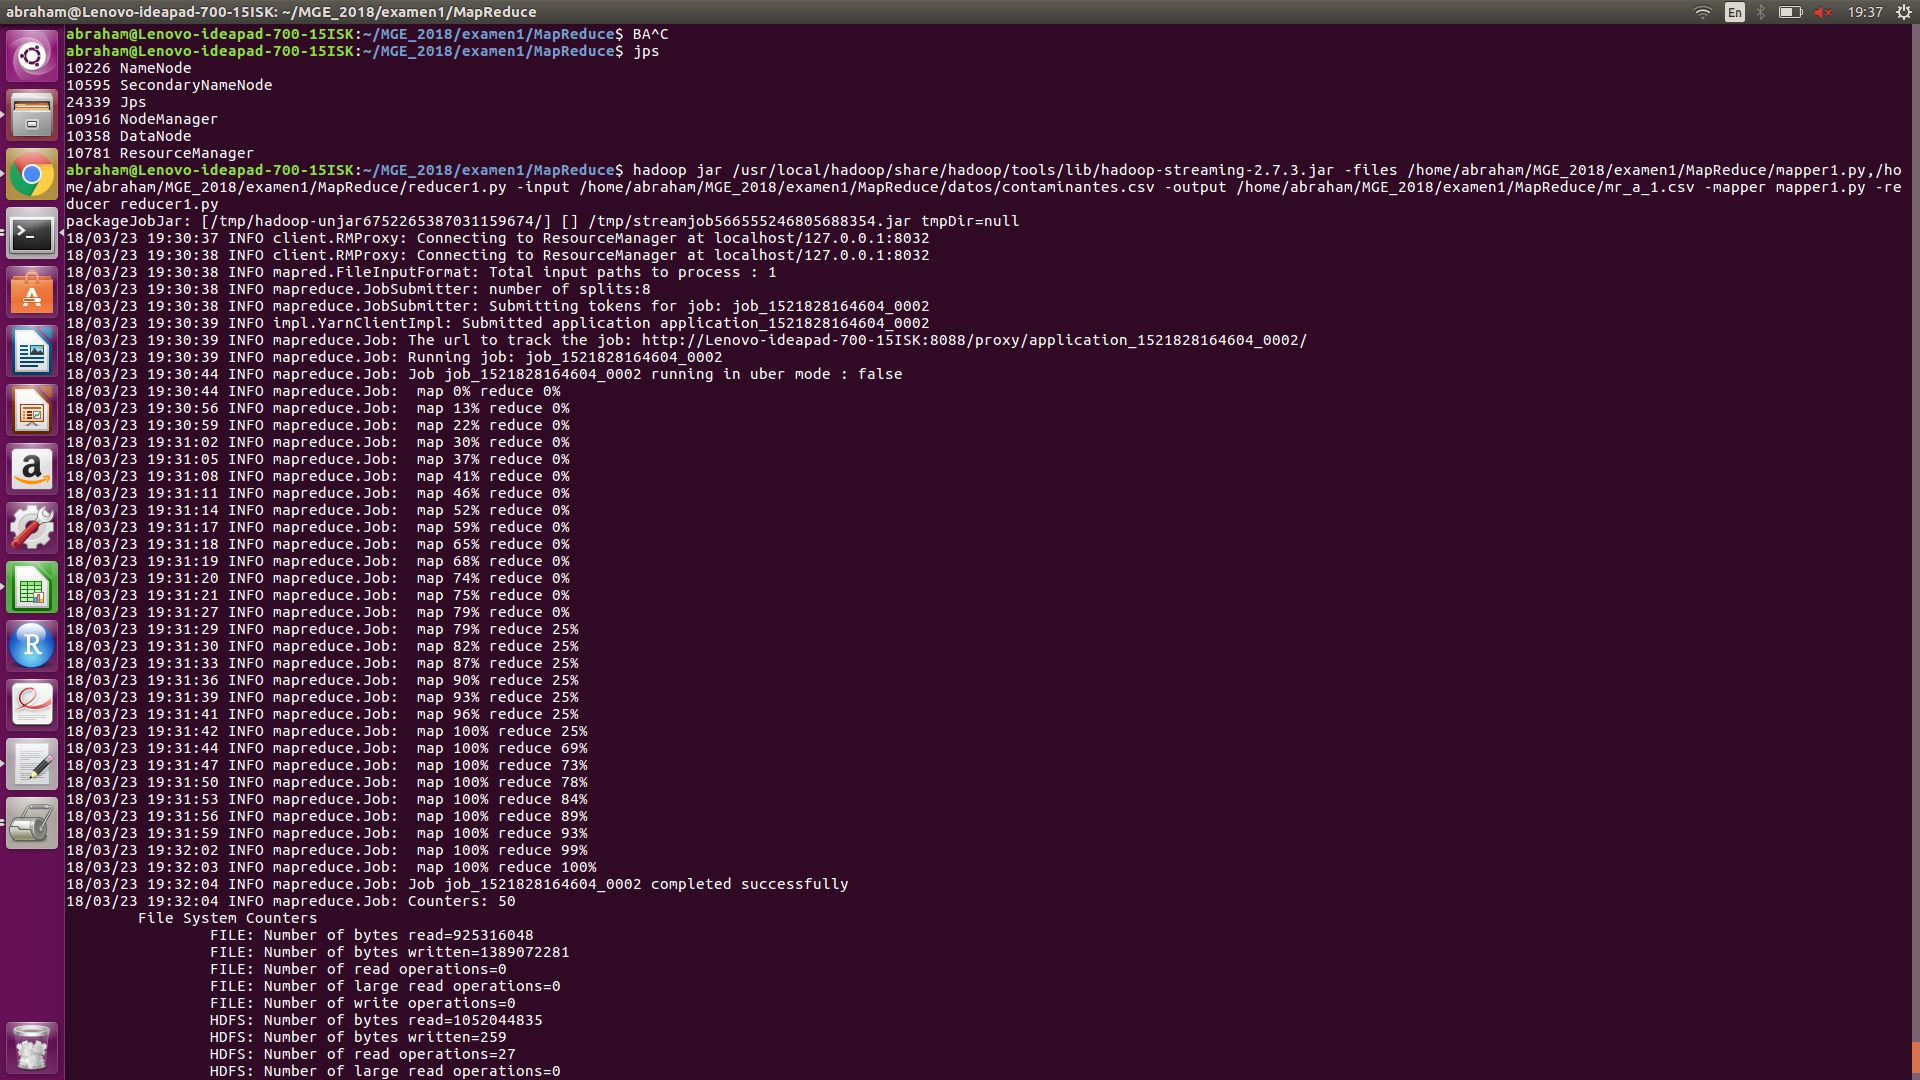 abraham@Lenovo-ideapad-700-15ISK: ~/MGE_2018/examen1/MapReduce
En
19:37
abraham@Lenovo-ideapad-700-15ISK:~/MGE_2018/examen1/MapReduce$ BA^C
abraham@Lenovo-ideapad-700-15ISK:~/MGE_2018/examen1/MapReduce$ jps
10226 NameNode
10595 SecondaryNameNode
24339 Jps
10916 NodeManager
10358 DataNode
10781 ResourceManager
abraham@Lenovo-ideapad-700-15ISK:~/MGE_2018/examen1/MapReduce$ hadoop jar /usr/local/hadoop/share/hadoop/tools/lib/hadoop-streaming-2.7.3.jar -files /home/abraham/MGE_2018/examen1/MapReduce/mapper1.py,/ho
me/abraham/MGE_2018/examen1/MapReduce/reducer1.py -input /home/abraham/MGE_2018/examen1/MapReduce/datos/contaminantes.csv -output /home/abraham/MGE_2018/examen1/MapReduce/mr_a_1.csv -mapper mapper1.py -re
ducer reducer1.py
packageJobJar: [/tmp/hadoop-unjar6752265387031159674/] [] /tmp/streamjob566555246805688354.jar tmpDir=null
18/03/23 19:30:37 INFO client.RMProxy: Connecting to ResourceManager at localhost/127.0.0.1:8032
18/03/23 19:30:38 INFO client.RMProxy: Connecting to ResourceManager at localhost/127.0.0.1:8032
18/03/23 19:30:38 INFO mapred.FileInputFormat: Total input paths to process : 1
18/03/23 19:30:38 INFO mapreduce.JobSubmitter: number of splits:8
18/03/23 19:30:38 INFO mapreduce.JobSubmitter: Submitting tokens for job: job_1521828164604_0002
18/03/23 19:30:39 INFO impl.YarnClientImpl: Submitted application application_1521828164604_0002
18/03/23 19:30:39 INFO mapreduce.Job: The url to track the job: http://Lenovo-ideapad-700-15ISK:8088/proxy/application_1521828164604_0002/
18/03/23 19:30:39 INFO mapreduce.Job: Running job: job_1521828164604_0002
18/03/23 19:30:44 INFO mapreduce.Job: Job job_1521828164604_0002 running in uber mode : false
18/03/23 19:30:44 INFO mapreduce.Job:  map 0% reduce 0%
18/03/23 19:30:56 INFO mapreduce.Job:  map 13% reduce 0%
18/03/23 19:30:59 INFO mapreduce.Job:  map 22% reduce 0%
18/03/23 19:31:02 INFO mapreduce.Job:  map 30% reduce 0%
18/03/23 19:31:05 INFO mapreduce.Job:  map 37% reduce 0%
18/03/23 19:31:08 INFO mapreduce.Job:  map 41% reduce 0%
18/03/23 19:31:11 INFO mapreduce.Job:  map 46% reduce 0%
18/03/23 19:31:14 INFO mapreduce.Job:  map 52% reduce 0%
18/03/23 19:31:17 INFO mapreduce.Job:  map 59% reduce 0%
18/03/23 19:31:18 INFO mapreduce.Job:  map 65% reduce 0%
18/03/23 19:31:19 INFO mapreduce.Job:  map 68% reduce 0%
18/03/23 19:31:20 INFO mapreduce.Job:  map 74% reduce 0%
18/03/23 19:31:21 INFO mapreduce.Job:  map 75% reduce 0%
18/03/23 19:31:27 INFO mapreduce.Job:  map 79% reduce 0%
18/03/23 19:31:29 INFO mapreduce.Job:  map 79% reduce 25%
18/03/23 19:31:30 INFO mapreduce.Job:  map 82% reduce 25%
18/03/23 19:31:33 INFO mapreduce.Job:  map 87% reduce 25%
18/03/23 19:31:36 INFO mapreduce.Job:  map 90% reduce 25%
18/03/23 19:31:39 INFO mapreduce.Job:  map 93% reduce 25%
18/03/23 19:31:41 INFO mapreduce.Job:  map 96% reduce 25%
18/03/23 19:31:42 INFO mapreduce.Job:  map 100% reduce 25%
18/03/23 19:31:44 INFO mapreduce.Job:  map 100% reduce 69%
18/03/23 19:31:47 INFO mapreduce.Job:  map 100% reduce 73%
18/03/23 19:31:50 INFO mapreduce.Job:  map 100% reduce 78%
18/03/23 19:31:53 INFO mapreduce.Job:  map 100% reduce 84%
18/03/23 19:31:56 INFO mapreduce.Job:  map 100% reduce 89%
18/03/23 19:31:59 INFO mapreduce.Job:  map 100% reduce 93%
18/03/23 19:32:02 INFO mapreduce.Job:  map 100% reduce 99%
18/03/23 19:32:03 INFO mapreduce.Job:  map 100% reduce 100%
18/03/23 19:32:04 INFO mapreduce.Job: Job job_1521828164604_0002 completed successfully
18/03/23 19:32:04 INFO mapreduce.Job: Counters: 50
File System Counters
FILE: Number of bytes read=925316048
FILE: Number of bytes written=1389072281
FILE: Number of read operations=0
FILE: Number of large read operations=0
FILE: Number of write operations=0
HDFS: Number of bytes read=1052044835
HDFS: Number of bytes written=259
HDFS: Number of read operations=27
HDFS: Number of large read operations=0